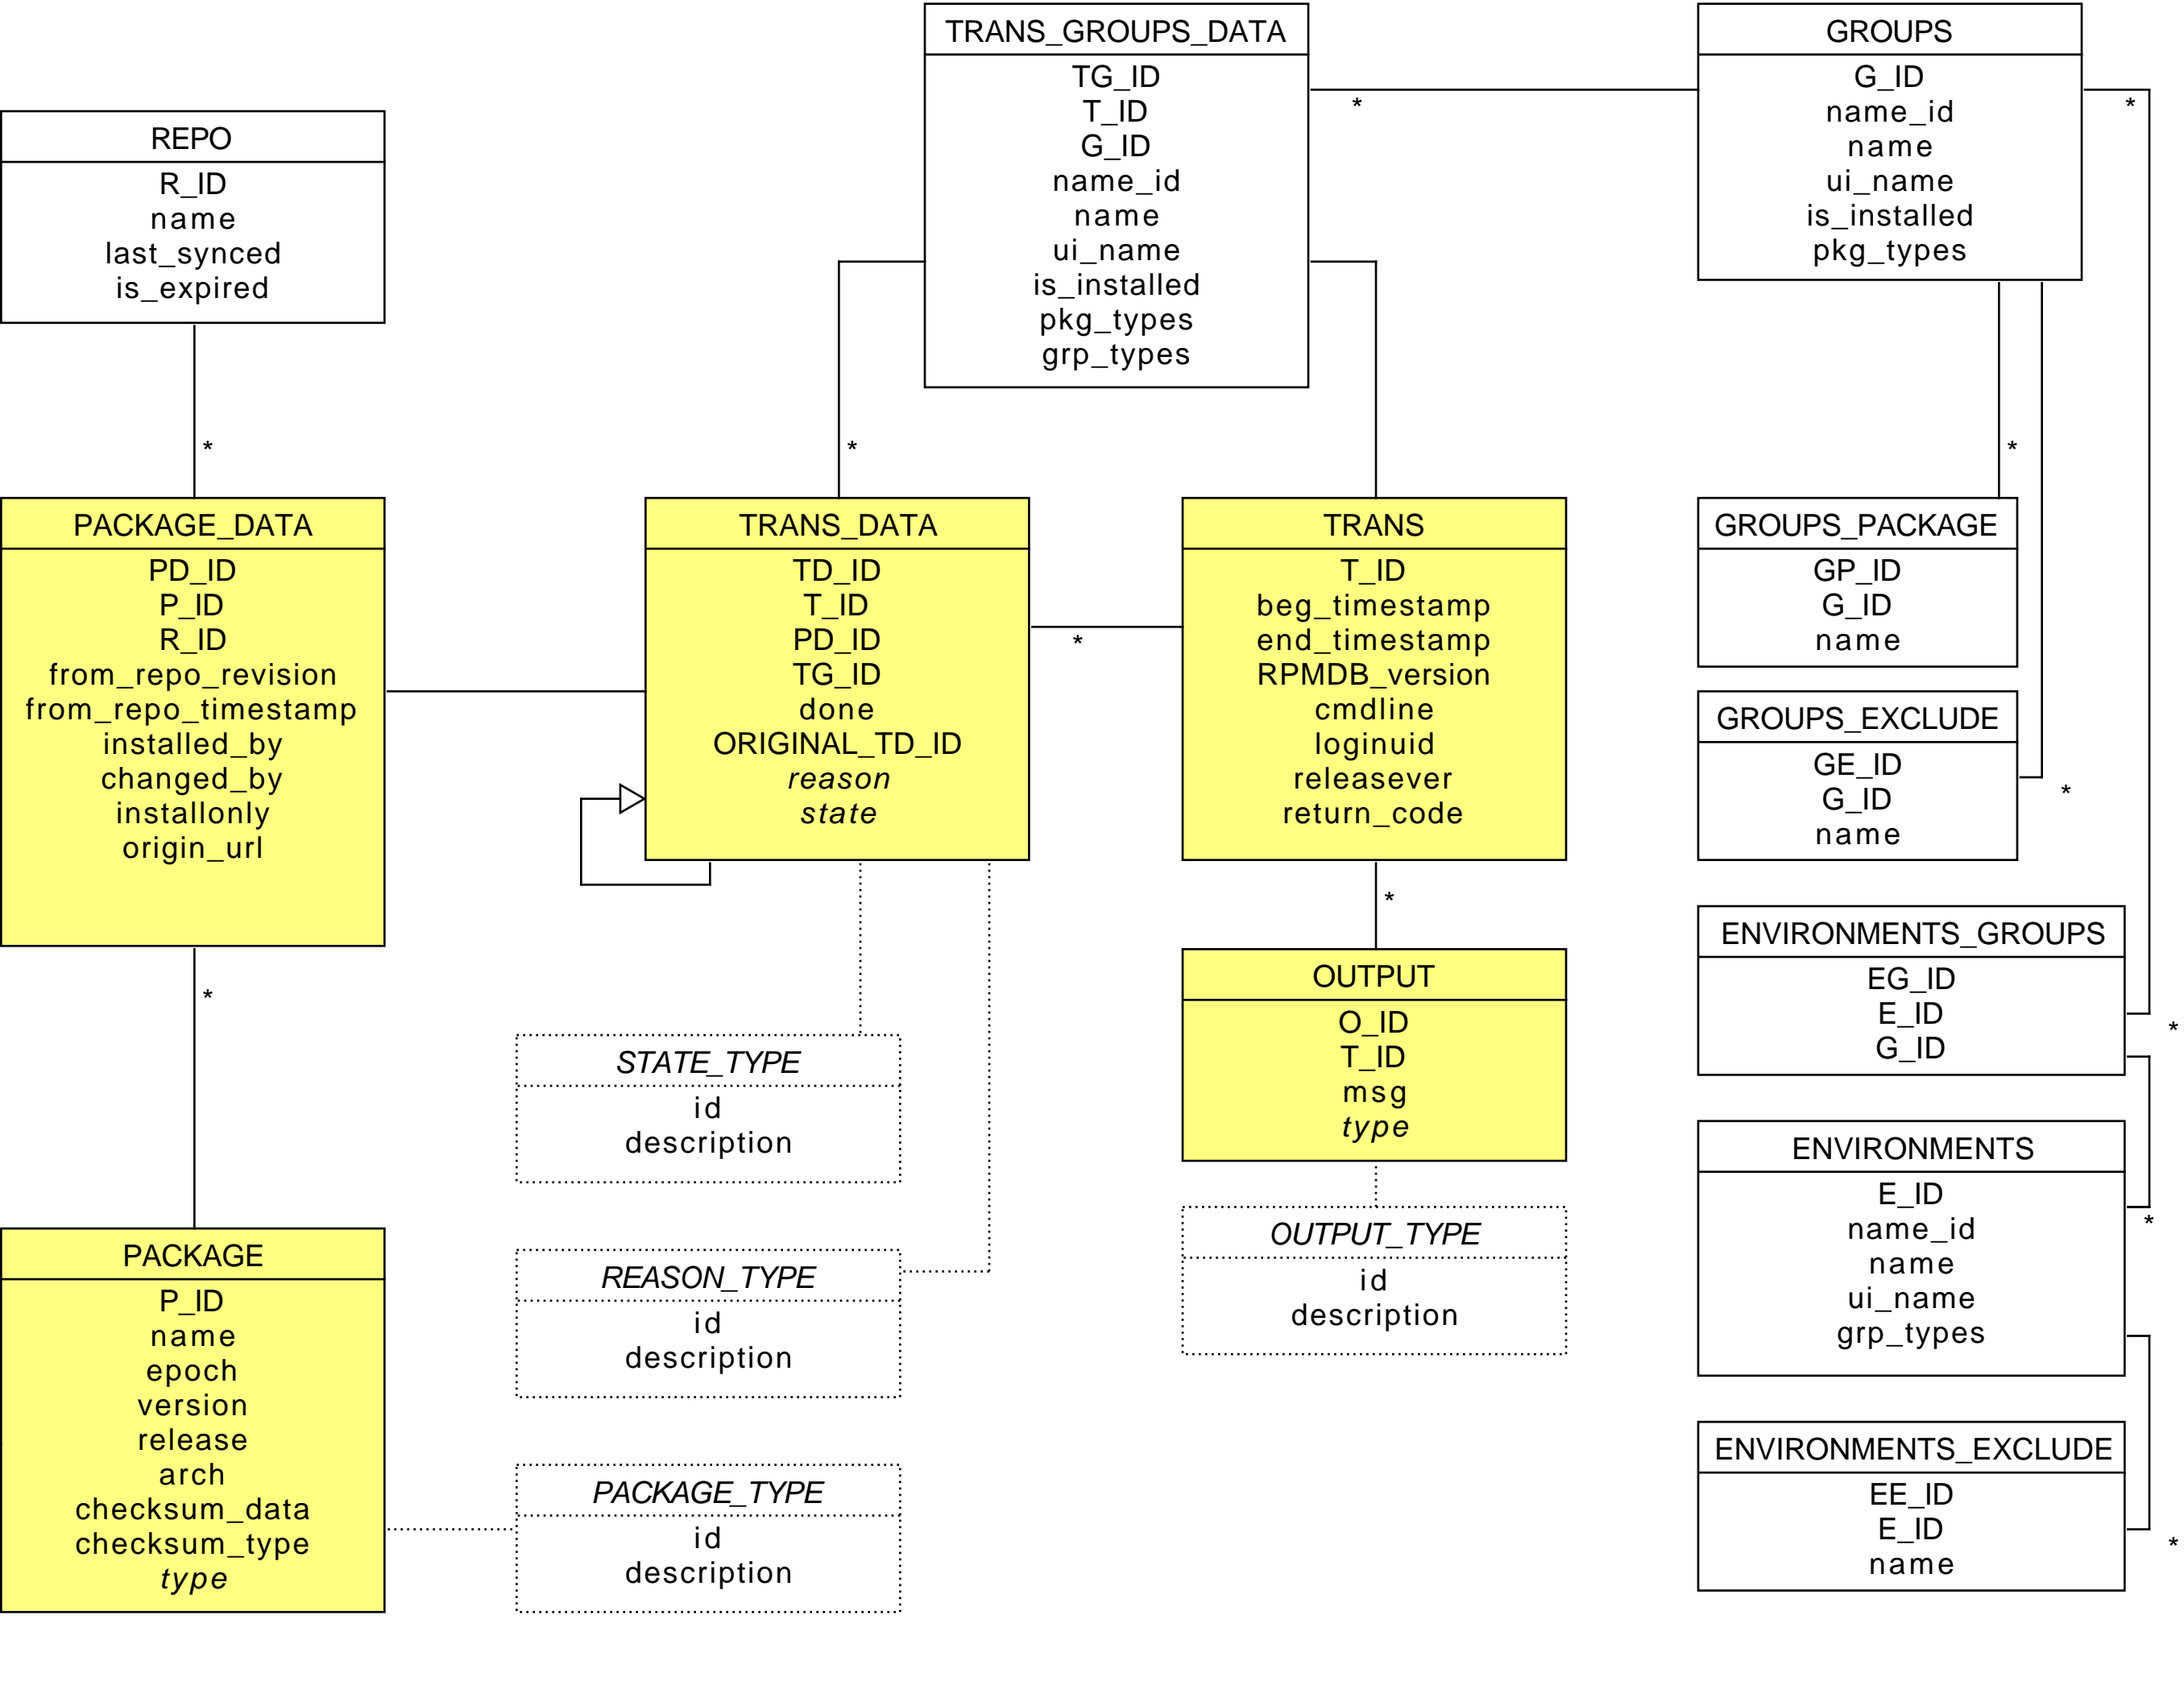 TRANS_GROUPS_DATA
TG_ID
T_ID
G_ID
name_id
name
ui_name
is_installed
pkg_types
grp_types
GROUPS
G_ID
name_id
name
ui_name
is_installed
pkg_types
*
*
REPO
R_ID
name
last_synced
is_expired
*
*
*
PACKAGE_DATA
PD_ID
P_ID
R_ID
from_repo_revision
from_repo_timestamp
installed_by
changed_by
installonly
origin_url
*
TRANS_DATA
TD_ID
T_ID
PD_ID
TG_ID
done
ORIGINAL_TD_ID
reason
state
*
TRANS
T_ID
beg_timestamp
end_timestamp
RPMDB_version
cmdline
loginuid
releasever
return_code
*
GROUPS_PACKAGE
GP_ID
G_ID
name
GROUPS_EXCLUDE
GE_ID
G_ID
name
*
ENVIRONMENTS_GROUPS
EG_ID
E_ID
G_ID
*
OUTPUT
O_ID
T_ID
msg
type
STATE_TYPE
id
description
ENVIRONMENTS
E_ID
name_id
name
ui_name
grp_types
*
PACKAGE
P_ID
name
epoch
version
release
arch
checksum_data
checksum_type
type
REASON_TYPE
id
description
OUTPUT_TYPE
id
description
PACKAGE_TYPE
id
description
ENVIRONMENTS_EXCLUDE
EE_ID
E_ID
name
*